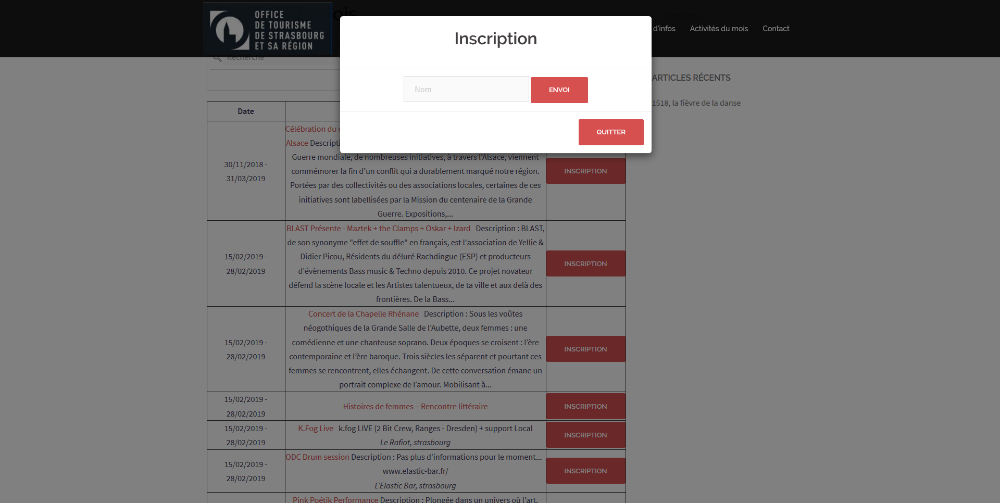 OFFICE
DE TOURISME
DE STRASBOURG
ET SA RÉGION
ois
d'infos
Activités du mois
Contact
Inscription
Nom
ENVOI
QUITTER
Recherche
ARTICLES RÉCENTS
1518, la fièvre de la danse
Date
30/11/2018 -
31/03/2019
Célébration du
Alsace Descripti
Guerre mondiale, de nombreuses initiatives, à travers l’Alsace, viennent
commémorer la fin d’un conflit qui a durablement marqué notre région.
Portées par des collectivités ou des associations locales, certaines de ces
initiatives sont labellisées par la Mission du centenaire de la Grande
Guerre. Expositions,...
INSCRIPTION
15/02/2019 -
28/02/2019
BLAST Présente - Maztek + the Clamps + Oskar + Izard Description : BLAST,
de son synonyme "effet de souffle" en français, est l'association de Yellie &
Didier Picou, Résidents du déluré Rachdingue (ESP) et producteurs
d'évènements Bass music & Techno depuis 2010. Ce projet novateur
défend la scène locale et les Artistes talentueux, de ta ville et aux delà des
frontières. De la Bass...
INSCRIPTION
15/02/2019 -
28/02/2019
Concert de la Chapelle Rhénane Description : Sous les voûtes
néogothiques de la Grande Salle de l’Aubette, deux femmes : une
comédienne et une chanteuse soprano. Deux époques se croisent : l’ère
contemporaine et l’ère baroque. Trois siècles les séparent et pourtant ces
femmes se rencontrent, elles échangent. De cette conversation émane un
portrait complexe de l’amour. Mobilisant à...
INSCRIPTION
15/02/2019 -
28/02/2019
Histoires de femmes – Rencontre littéraire
INSCRIPTION
15/02/2019 -
28/02/2019
K.Fog Live k.fog LIVE (2 Bit Crew, Ranges - Dresden) + support Local
Le Rafiot, strasbourg
INSCRIPTION
15/02/2019 -
28/02/2019
ODC Drum session Description : Pas plus d'informations pour le moment...
www.elastic-bar.fr/
L’Elastic Bar, strasbourg
INSCRIPTION
Pink Poétik Performance Description : Plongée dans un univers où l’art,